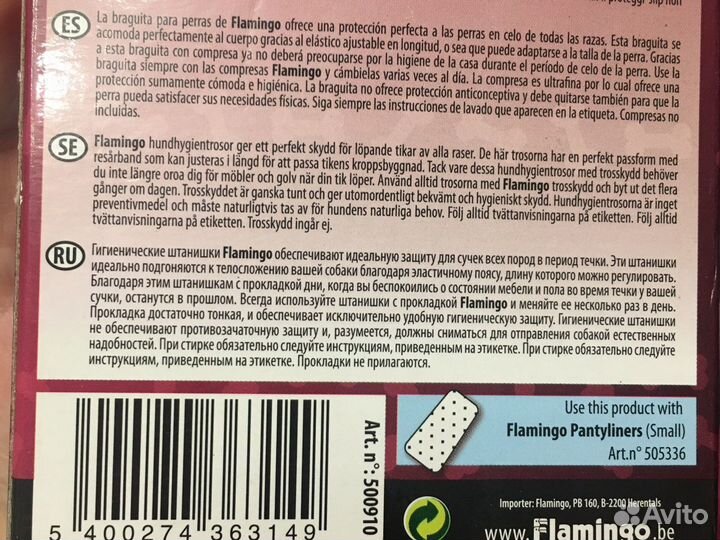 proteggi slip non
ES
La braguita para perras de Flamingo ofrece una protección perfecta a las perras en celo de todas las razas. Esta braguita se
acomoda perfectamente al cuerpo gracias al elástico ajustable en longitud, o sea que puede adaptarse a la talla de la perra. Gracias
a esta braguita con compresa ya no deberá preocuparse por la higiene de la casa durante el período de celo de la perra. Use la
braguita siempre con las compresas Flamingo y cámbielas varias veces al día. La compresa es ultrafina por lo cual ofrece una
protección sumamente cómoda e higiénica. La braguita no ofrece protección anticonceptiva y debe quitarse también para que la
perra pueda satisfacer sus necesidades físicas. Siga siempre las instrucciones de lavado que aparecen en la etiqueta. Compresas no
incluidas.
SE
Flamingo hundhygientrosor ger ett perfekt skydd för löpande tikar av alla raser. De här trosorna har en perfekt passform med
resårband som kan justeras i längd för att passa tikens kroppsbyggnad. Tack vare dessa hundhygientrosor med trosskydd behöver
du inte längre oroa dig för möbler och golv när din tik löper. Använd alltid trosorna med Flamingo trosskydd och byt ut det flera
gånger om dagen. Trosskyddet är ganska tunt och ger utomordentligt bekvämt och hygieniskt skydd. Hundhygientrosorna är inget
preventivmedel och måste naturligtvis tas av för hundens naturliga behov. Följ alltid tvättanvisningarna på etiketten. Följ alltid
tvättanvisningarna på etiketten. Trosskydd ingår ej.
RU
Гигиенические штанишки Flamingo обеспечивают идеальную защиту для сучек всех пород в период течки. Эти штанишки
идеально подгоняются к телосложению вашей собаки благодаря эластичному поясу, длину которого можно регулировать.
Благодаря этим штанишкам с прокладкой дни, когда вы беспокоились о состоянии мебели и пола во время течки у вашей
сучки, останутся в прошлом. Всегда используйте штанишки с прокладкой Flamingo и меняйте ее несколько раз в день.
Прокладка достаточно тонкая, и обеспечивает исключительно удобную гигиеническую защиту. Гигиенические штанишки
не обеспечивают противозачаточную защиту и, разумеется, должны сниматься для отправления собакой естественных
надобностей. При стирке обязательно следуйте инструкциям, приведенным на этикетке. При стирке обязательно следуйте
инструкциям, приведенным на этикетке. Прокладки не прилагаются.
5 400274 363149
Art. n°: 500910
Use this product with
Flamingo Pantyliners (Small)
Art.n° 505336
Importer: Flamingo, PB 160, B-2200 Herentals
www.Flamingo.be
Avito